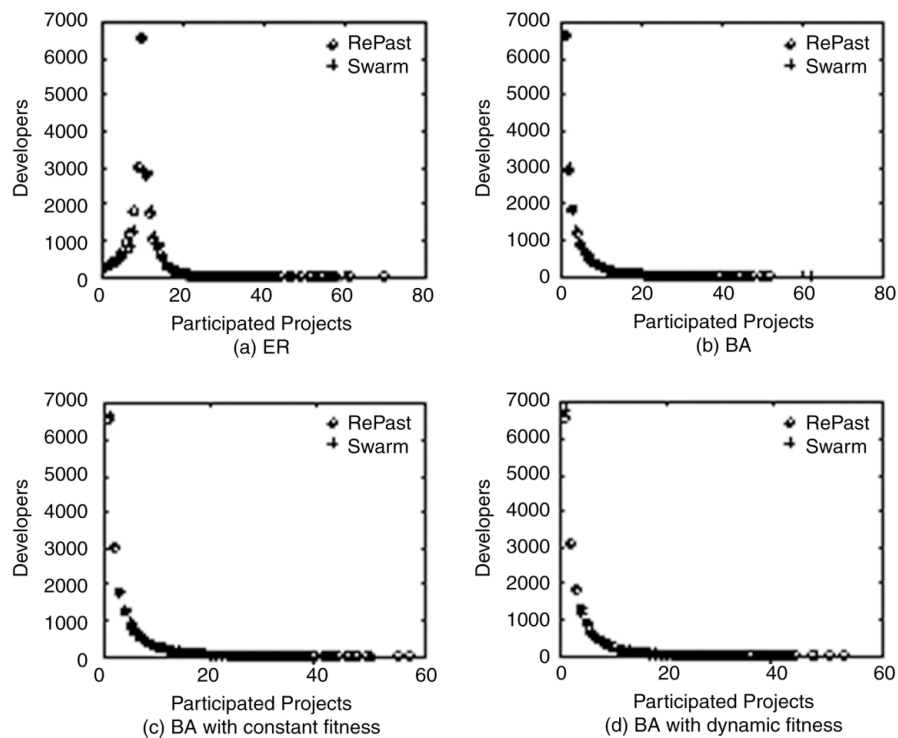 7000
6000
5000
4000
3000
2000
1000
0
Developers
RePast
Swarm
0 20 40 60 80
Participated Projects
(a) ER
7000
6000
5000
4000
3000
2000
1000
0
Developers
RePast
Swarm
0 20 40 60 80
Participated Projects
(b) BA
7000
6000
5000
4000
3000
2000
1000
0
Developers
RePast
Swarm
0 20 40 60
Participated Projects
(c) BA with constant fitness
7000
6000
5000
4000
3000
2000
1000
0
Developers
RePast
Swarm
0 20 40 60
Participated Projects
(d) BA with dynamic fitness